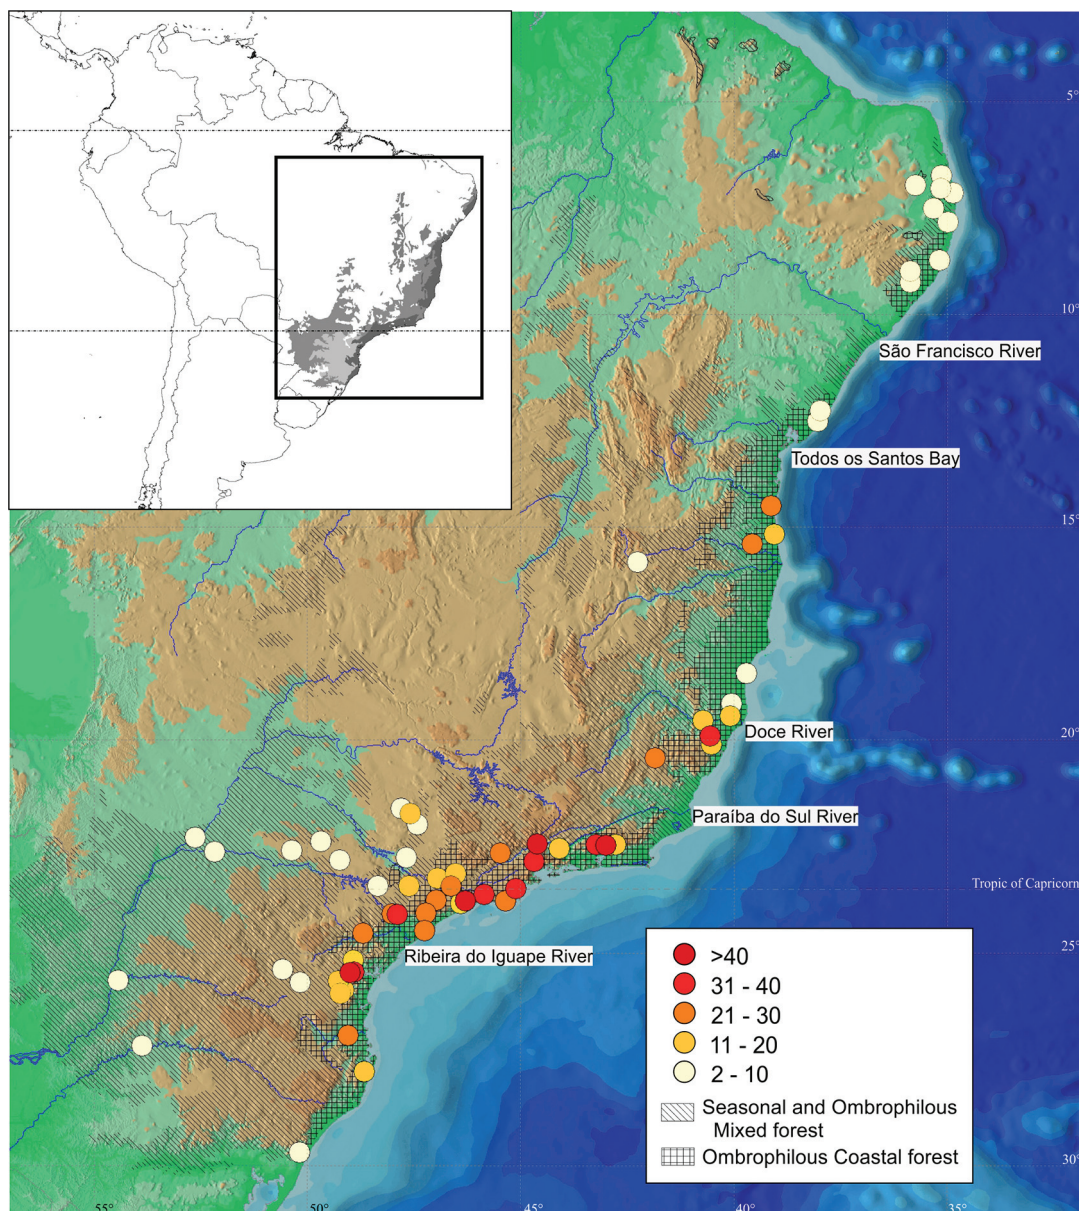 5°
10°
São Francisco River
Todos os Santos Bay
15°
Doce River
20°
Paraíba do Sul River
Tropic of Capricorn
Ribeira do Iguape River
25°
>40
31 - 40
21 - 30
11 - 20
2 - 10
Seasonal and Ombrophilous
Mixed forest
Ombrophilous Coastal forest
30°
55°
50°
45°
40°
35°